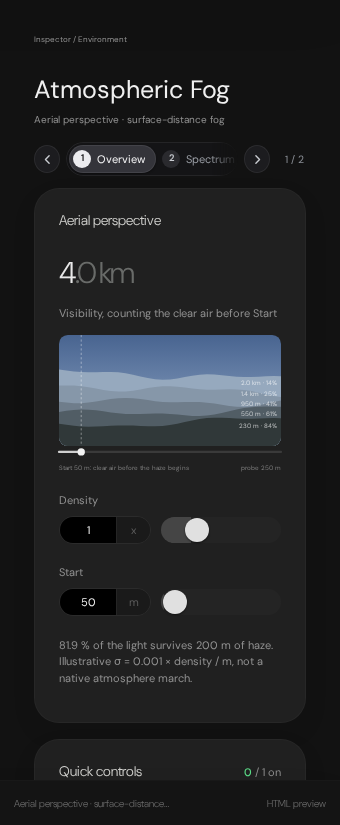 Inspector / Environment
Atmospheric Fog
Aerial perspective · surface-distance fog
1 Overview 2 Spectrum 1 / 2
Aerial perspective
4.0 km
Visibility, counting the clear air before Start
2.0 km · 14%
1.4 km · 25%
950 m · 41%
550 m · 61%
230 m · 84%
Start 50 m: clear air before the haze begins probe 250 m
Density
1 x
Start
50 m
81.9 % of the light survives 200 m of haze.
Illustrative σ = 0.001 × density / m, not a
native atmosphere march.
Quick controls 0 / 1 on
Aerial perspective · surface-distance... HTML preview